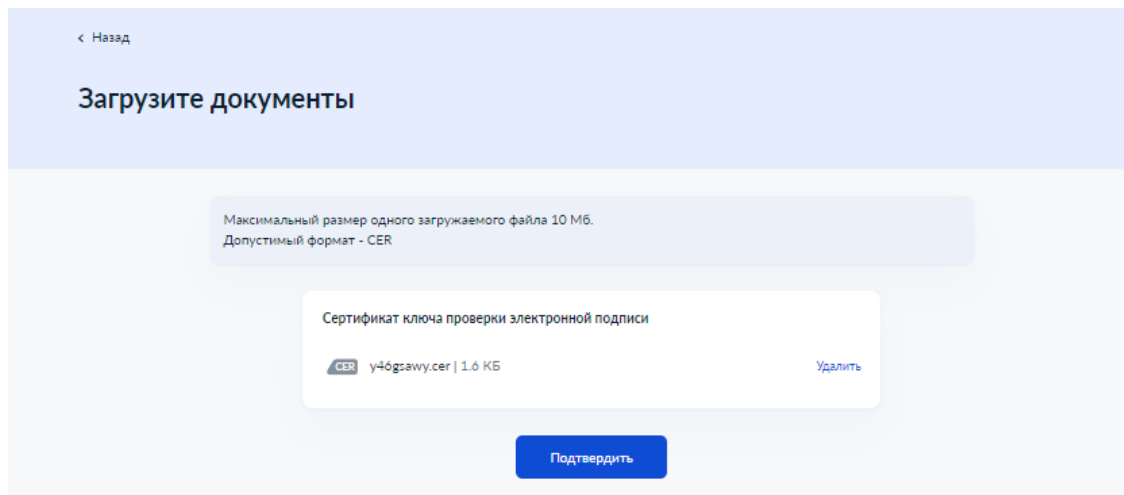 Назад
Загрузите документы
Максимальный размер одного загружаемого файла 10 Мб.
Допустимый формат - CER
Сертификат ключа проверки электронной подписи
CER y46gsawy.cer | 1.6 КБ Удалить
Подтвердить